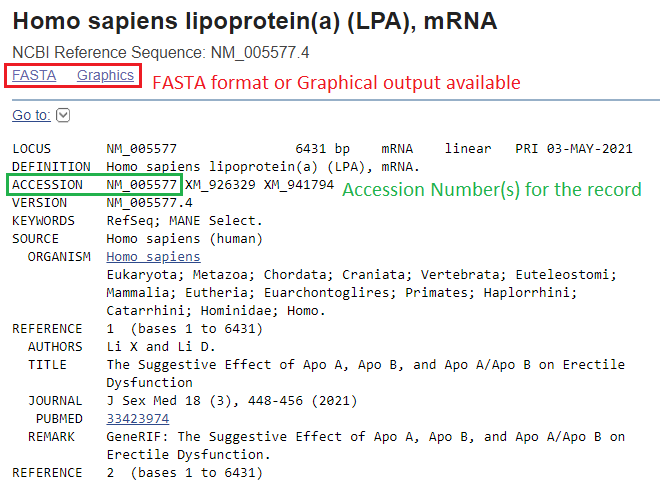 Homo sapiens lipoprotein(a) (LPA), mRNA
NCBI Reference Sequence: NM_005577.4
FASTA Graphics FASTA format or Graphical output available
Go to:
LOCUS NM_005577 6431 bp mRNA linear PRI 03-MAY-2021
DEFINITION Homo sapiens lipoprotein(a) (LPA), mRNA.
ACCESSION NM_005577 XM_926329 XM_941794 Accession Number(s) for the record
VERSION NM_005577.4
KEYWORDS RefSeq; MANE Select.
SOURCE Homo sapiens (human)
ORGANISM Homo sapiens
Eukaryota; Metazoa; Chordata; Craniata; Vertebrata; Euteleostomi;
Mammalia; Eutheria; Euarchontoglires; Primates; Haplorrhini;
Catarrhini; Hominidae; Homo.
REFERENCE 1 (bases 1 to 6431)
AUTHORS Li X and Li D.
TITLE The Suggestive Effect of Apo A, Apo B, and Apo A/Apo B on Erectile
Dysfunction
JOURNAL J Sex Med 18 (3), 448-456 (2021)
PUBMED 33423974
REMARK GeneRIF: The Suggestive Effect of Apo A, Apo B, and Apo A/Apo B on
Erectile Dysfunction.
REFERENCE 2 (bases 1 to 6431)